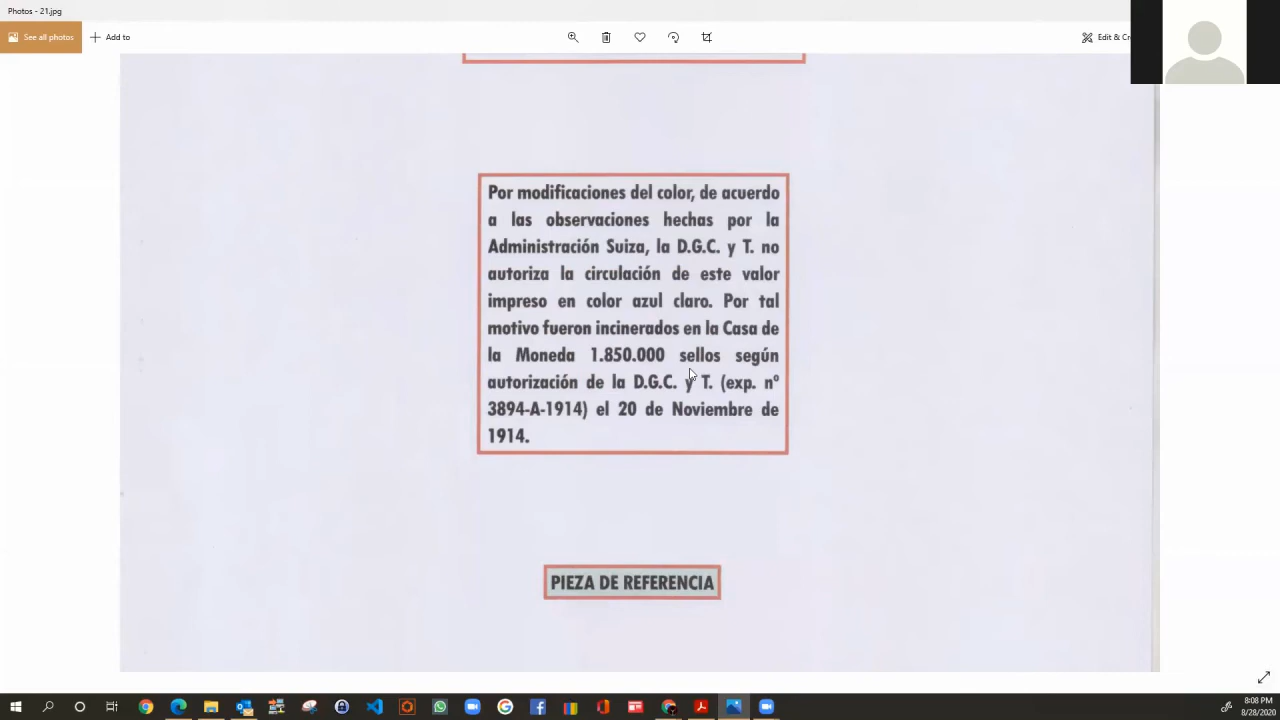 Photos - 21.jpg
See all photos
Add to
Edit & Cr
Por modificaciones del color, de acuerdo
a las observaciones hechas por la
Administración Suiza, la D.G.C. y T. no
autoriza la circulación de este valor
impreso en color azul claro. Por tal
motivo fueron incinerados en la Casa de
la Moneda 1.850.000 sellos según
autorización de la D.G.C. y T. (exp. nº
3894-A-1914) el 20 de Noviembre de
1914.
PIEZA DE REFERENCIA
8:08 PM
8/28/2020